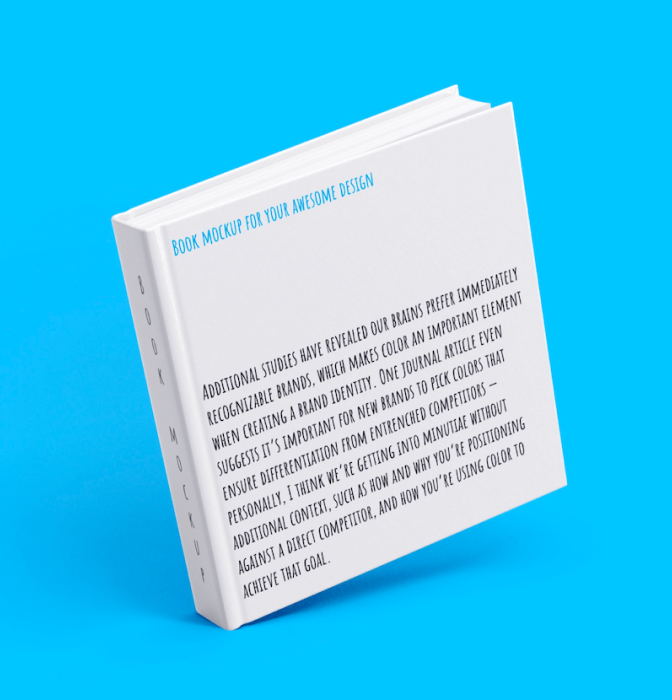 Book mockup for your awesome design
Additional studies have revealed our brains prefer immediately
recognizable brands, which makes color an important element
when creating a brand identity. One journal article even
suggests it's important for new brands to pick colors that
ensure differentiation from entrenched competitors –
personally, I think we're getting into minutiae without
additional context, such as how and why you're positioning
against a direct competitor, and how you're using color to
achieve that goal.
BOOK MOCKUP